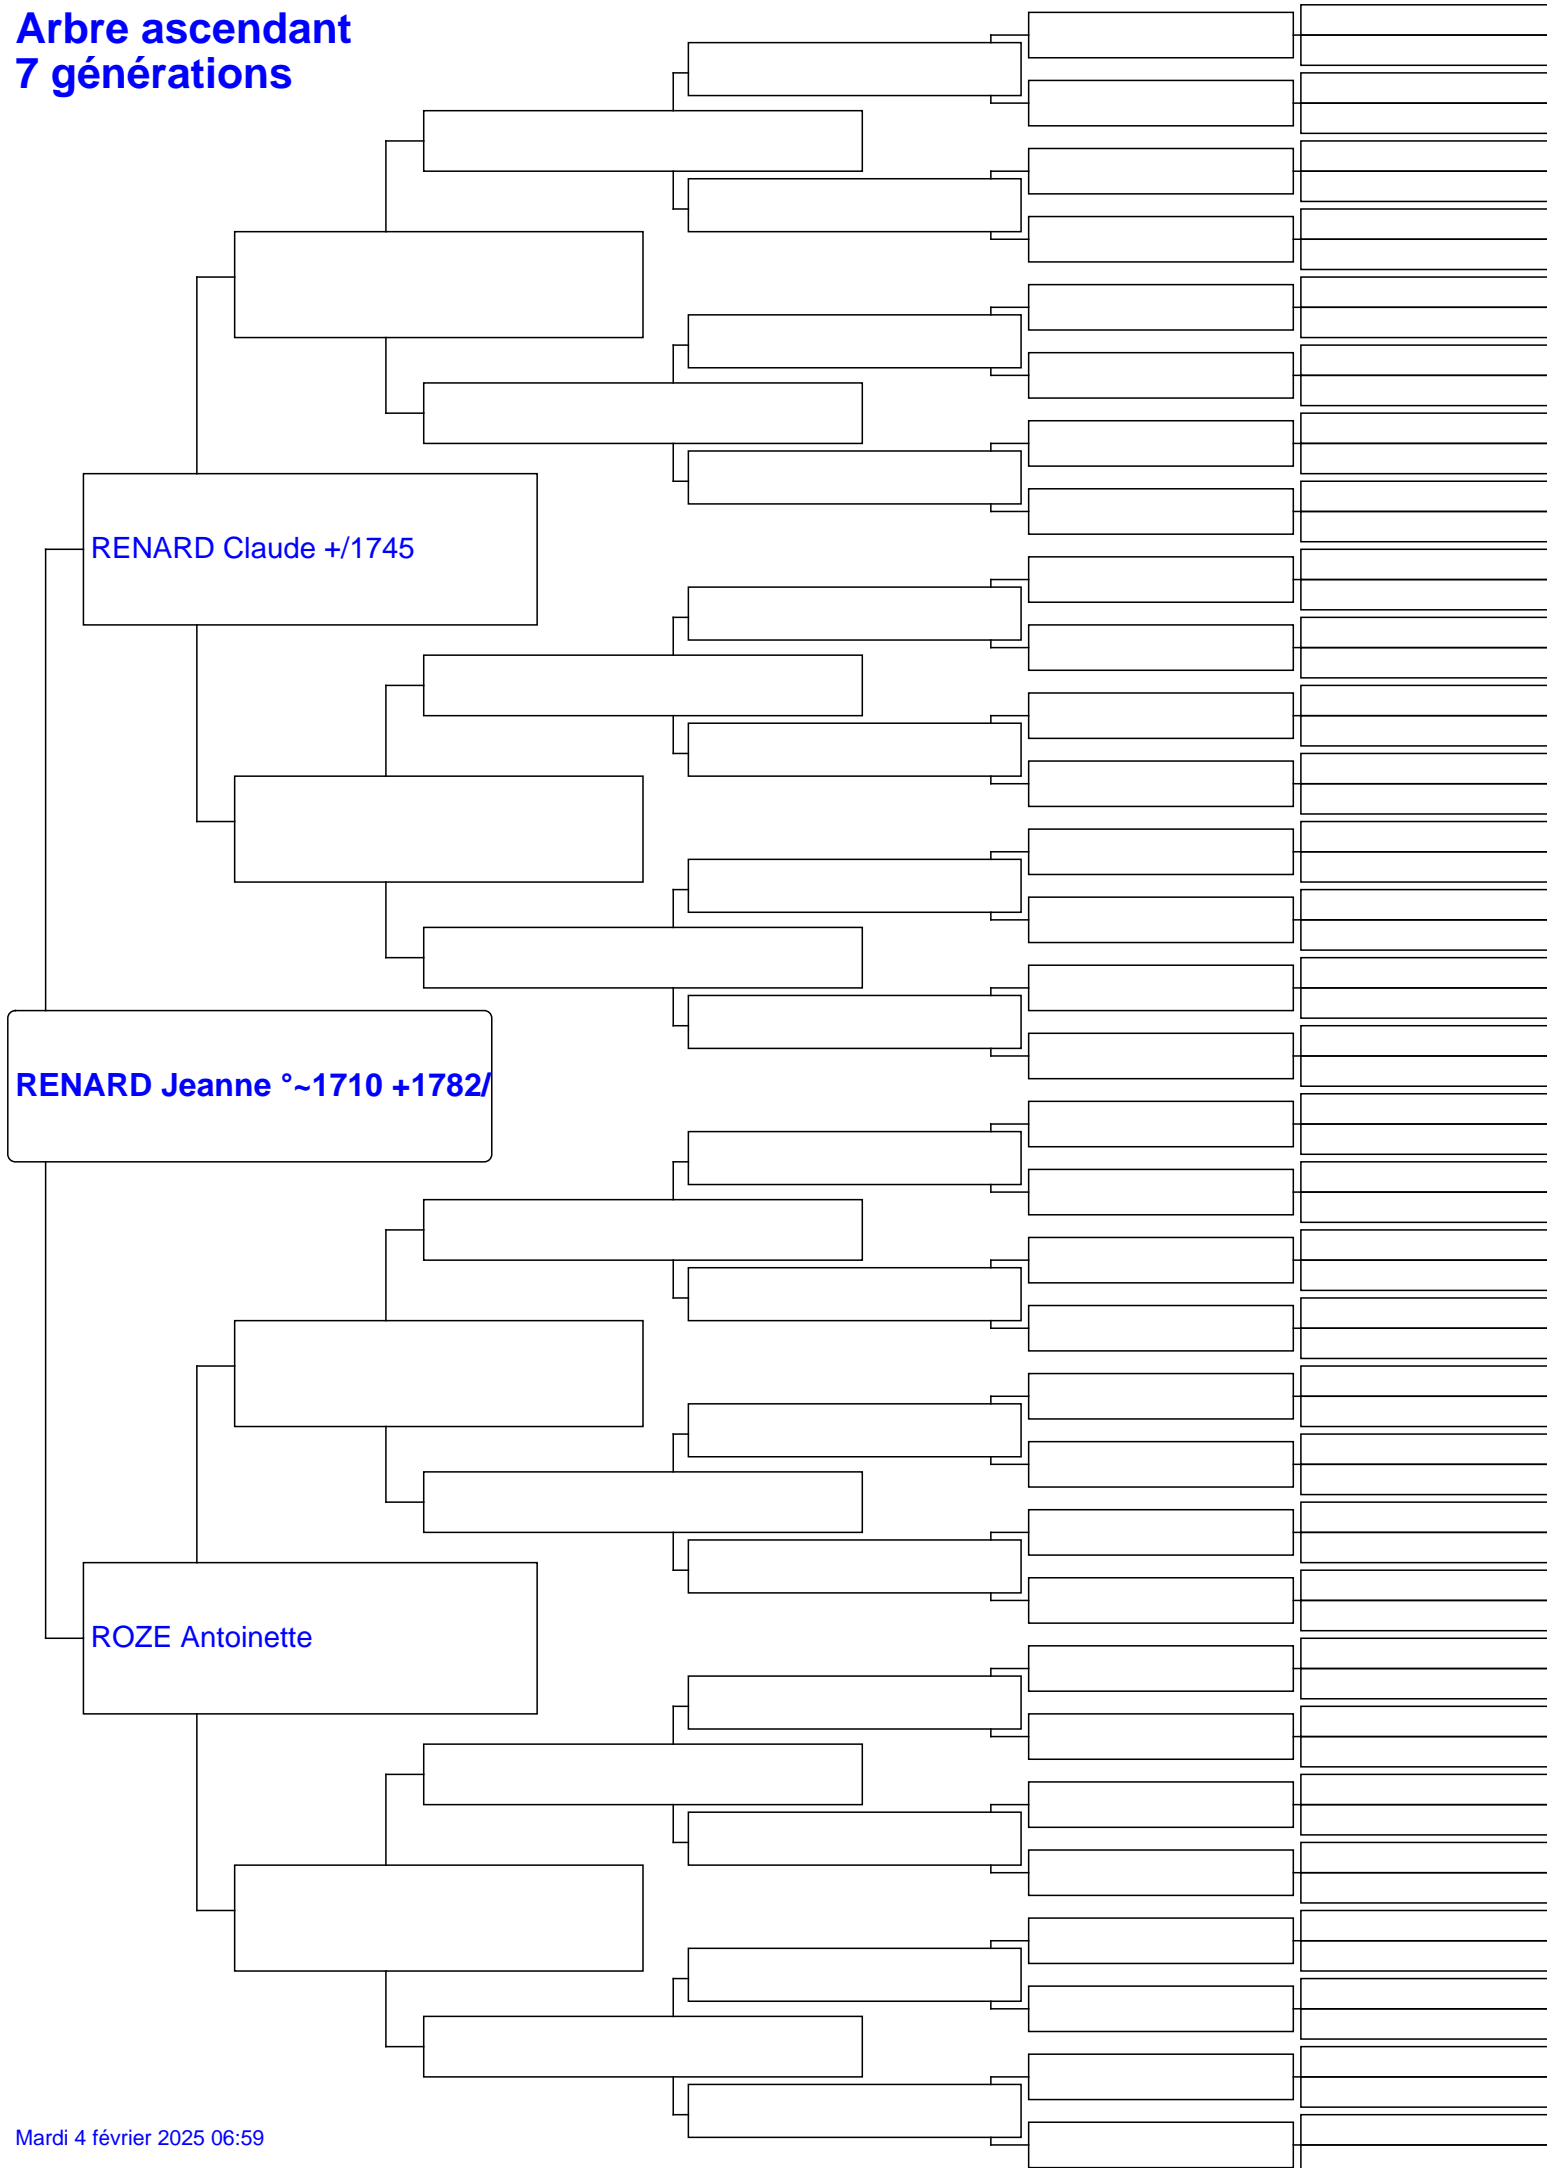 Arbre ascendant
7 générations
RENARD Claude +/1745
RENARD Jeanne °~1710 +1782/
ROZE Antoinette
Mardi 4 février 2025 06:59